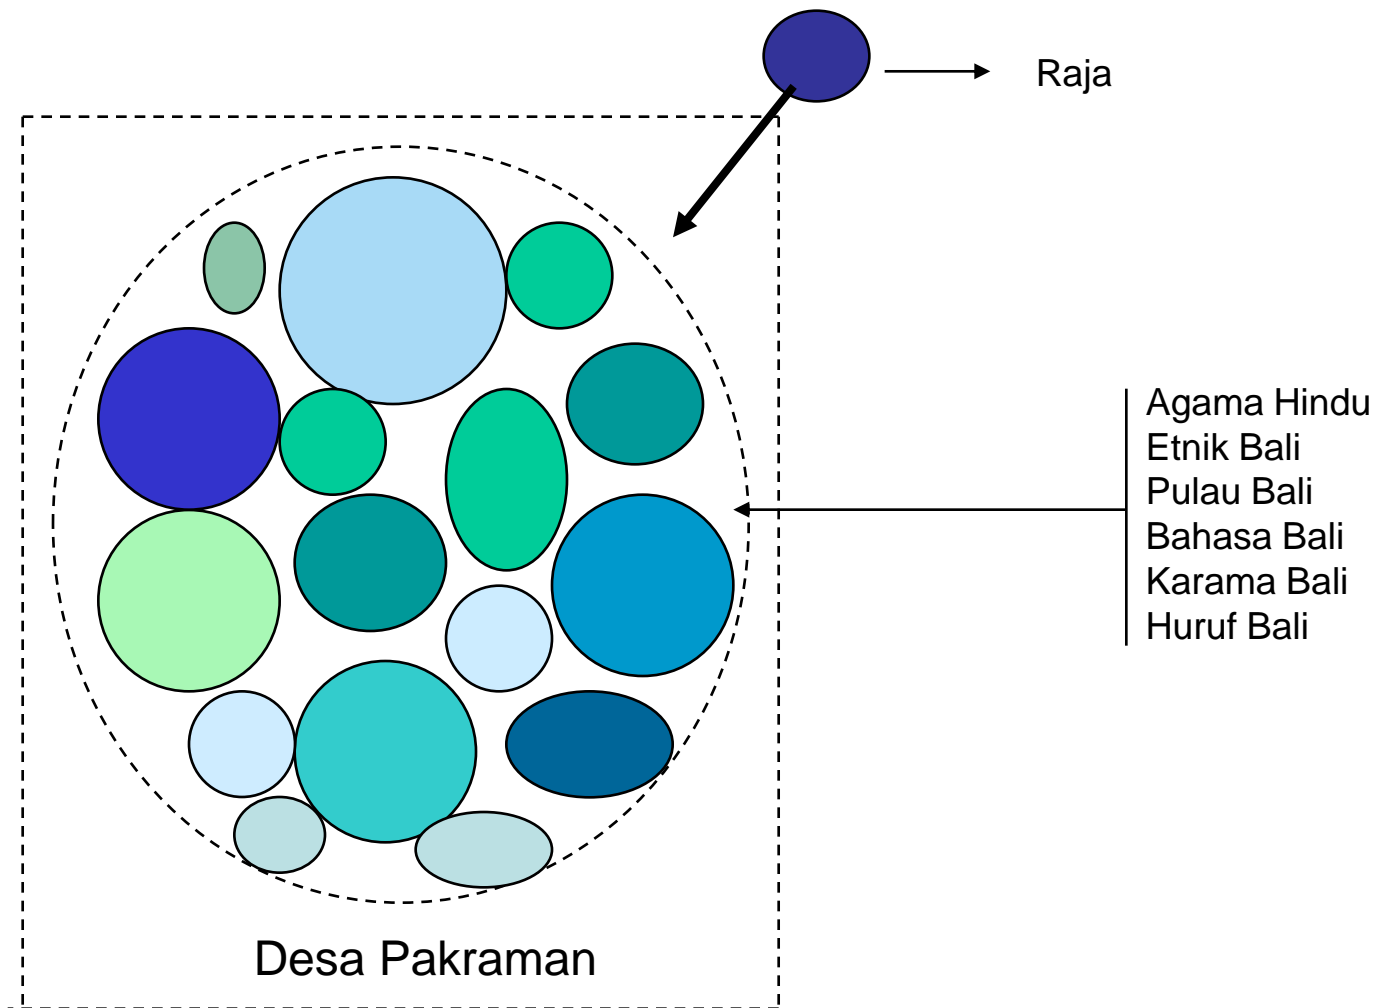 Raja
Agama Hindu
Etnik Bali
Pulau Bali
Bahasa Bali
Karama Bali
Huruf Bali
Desa Pakraman